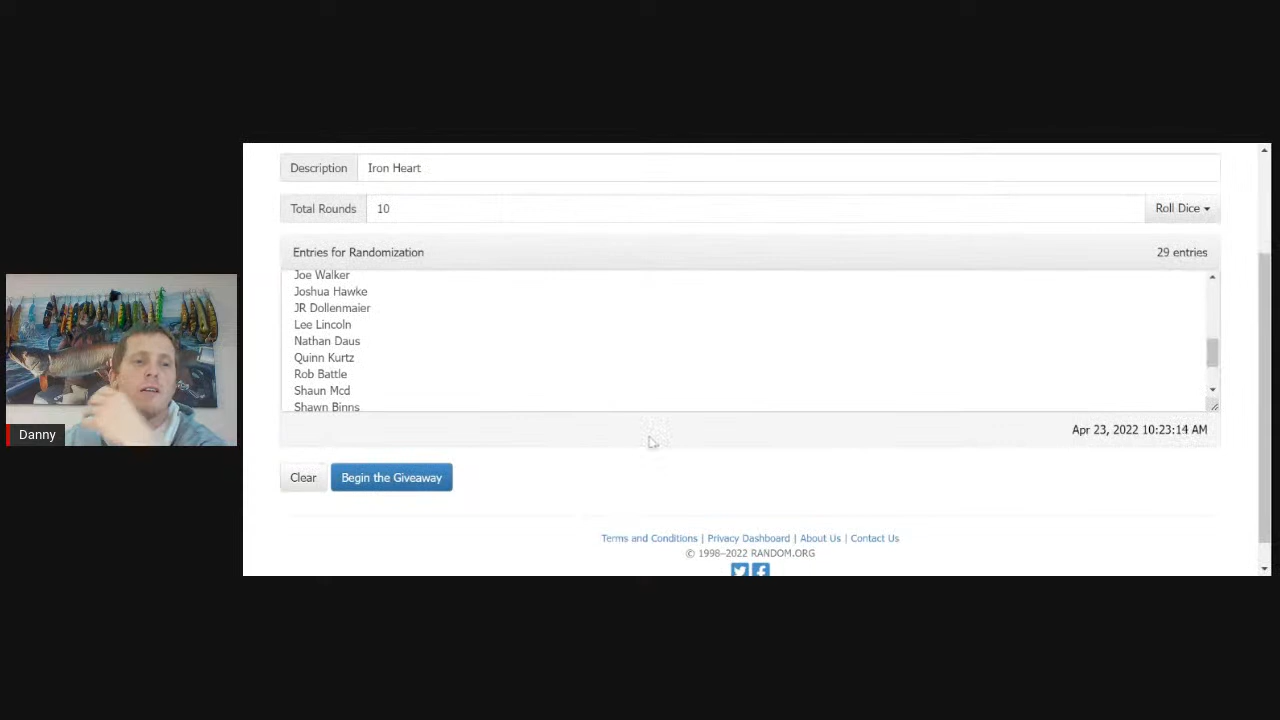 Description Iron Heart
Total Rounds 10 Roll Dice
Entries for Randomization 29 entries
Joe Walker
Joshua Hawke
JR Dollenmaier
Lee Lincoln
Nathan Daus
Quinn Kurtz
Rob Battle
Shaun Mcd
Shawn Binns
Danny
Apr 23, 2022 10:23:14 AM
Clear Begin the Giveaway
Terms and Conditions | Privacy Dashboard | About Us | Contact Us
© 1998–2022 RANDOM.ORG